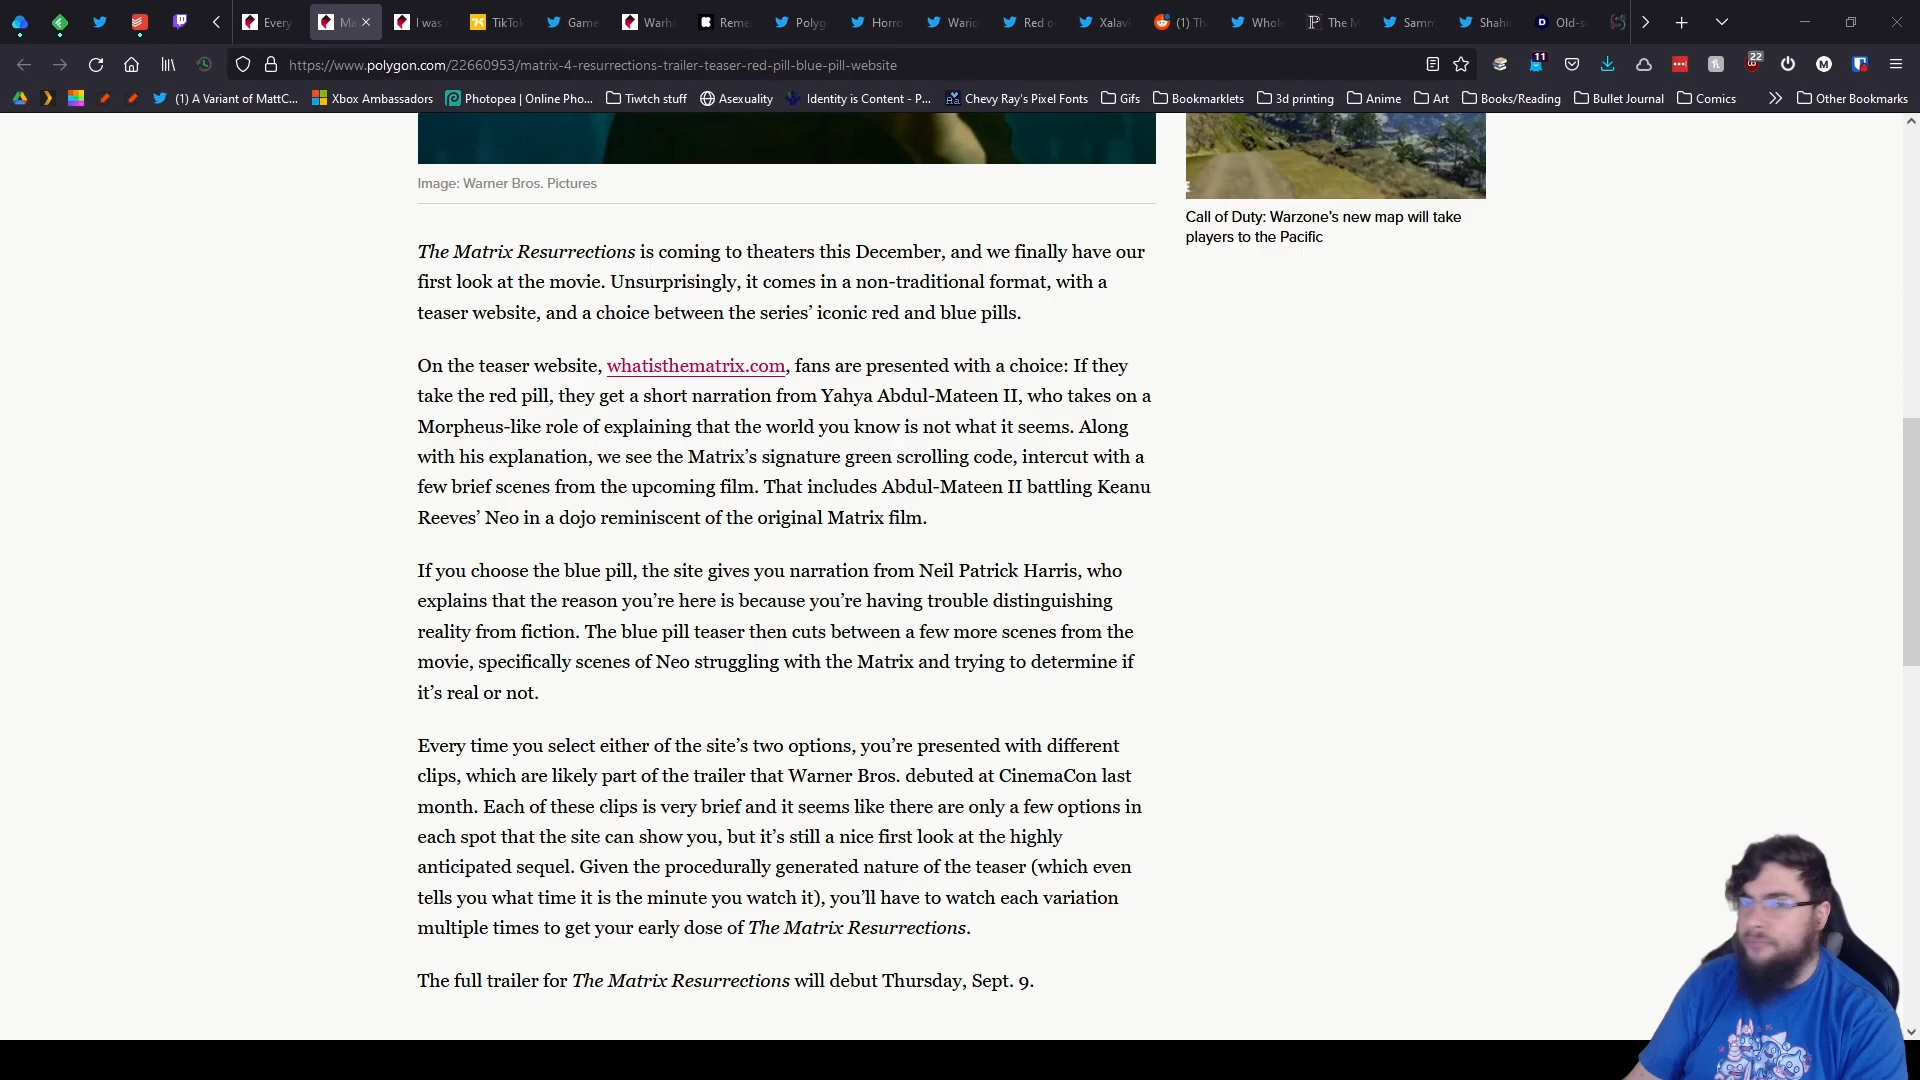 Every
Ma
I was
TikTok
Game
Warha
Reme
Polyg
Horro
Wario
Red o
Xalavi
(1) Th
Whole
The M
Samm
Shahi
Old-s
https://www.polygon.com/22660953/matrix-4-resurrections-trailer-teaser-red-pill-blue-pill-website
11
22
(1) A Variant of MattC...
Xbox Ambassadors
Photopea | Online Pho...
Tiwtch stuff
Asexuality
Identity is Content - P...
Chevy Ray's Pixel Fonts
Gifs
Bookmarklets
3d printing
Anime
Art
Books/Reading
Bullet Journal
Comics
Other Bookmarks
Image: Warner Bros. Pictures
The Matrix Resurrections is coming to theaters this December, and we finally have our
first look at the movie. Unsurprisingly, it comes in a non-traditional format, with a
teaser website, and a choice between the series’ iconic red and blue pills.
On the teaser website, whatisthematrix.com, fans are presented with a choice: If they
take the red pill, they get a short narration from Yahya Abdul-Mateen II, who takes on a
Morpheus-like role of explaining that the world you know is not what it seems. Along
with his explanation, we see the Matrix’s signature green scrolling code, intercut with a
few brief scenes from the upcoming film. That includes Abdul-Mateen II battling Keanu
Reeves’ Neo in a dojo reminiscent of the original Matrix film.
If you choose the blue pill, the site gives you narration from Neil Patrick Harris, who
explains that the reason you’re here is because you’re having trouble distinguishing
reality from fiction. The blue pill teaser then cuts between a few more scenes from the
movie, specifically scenes of Neo struggling with the Matrix and trying to determine if
it’s real or not.
Every time you select either of the site’s two options, you’re presented with different
clips, which are likely part of the trailer that Warner Bros. debuted at CinemaCon last
month. Each of these clips is very brief and it seems like there are only a few options in
each spot that the site can show you, but it’s still a nice first look at the highly
anticipated sequel. Given the procedurally generated nature of the teaser (which even
tells you what time it is the minute you watch it), you’ll have to watch each variation
multiple times to get your early dose of The Matrix Resurrections.
The full trailer for The Matrix Resurrections will debut Thursday, Sept. 9.
Call of Duty: Warzone’s new map will take
players to the Pacific